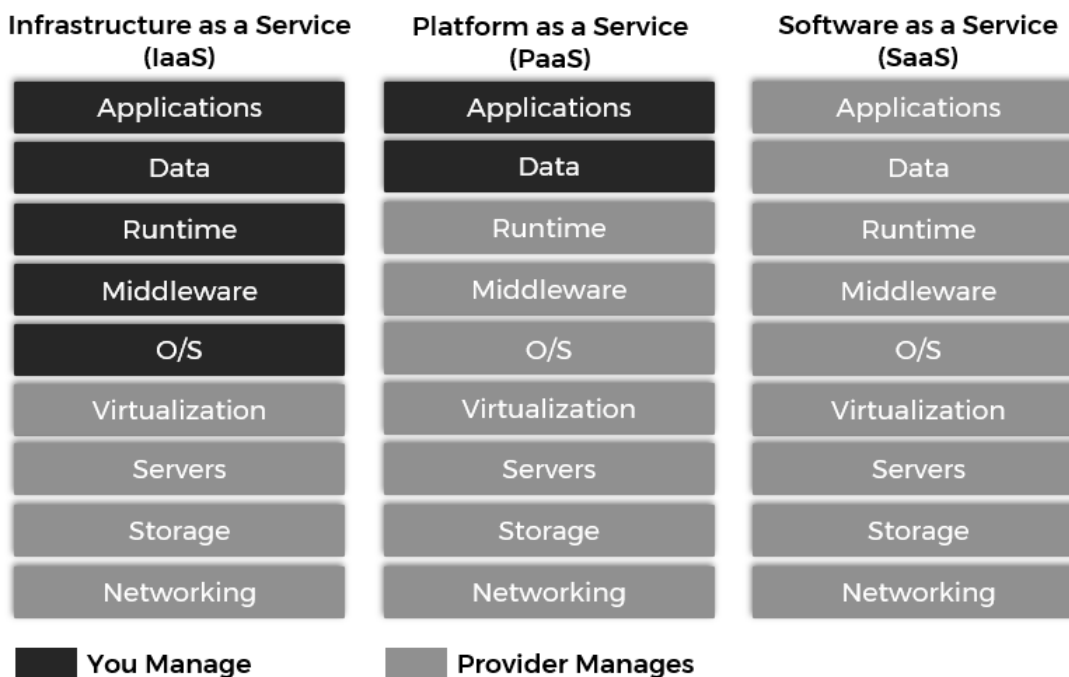 Infrastructure as a Service
(IaaS)
Applications
Data
Runtime
Middleware
O/S
Virtualization
Servers
Storage
Networking
Platform as a Service
(PaaS)
Applications
Data
Runtime
Middleware
O/S
Virtualization
Servers
Storage
Networking
Software as a Service
(SaaS)
Applications
Data
Runtime
Middleware
O/S
Virtualization
Servers
Storage
Networking
You Manage
Provider Manages